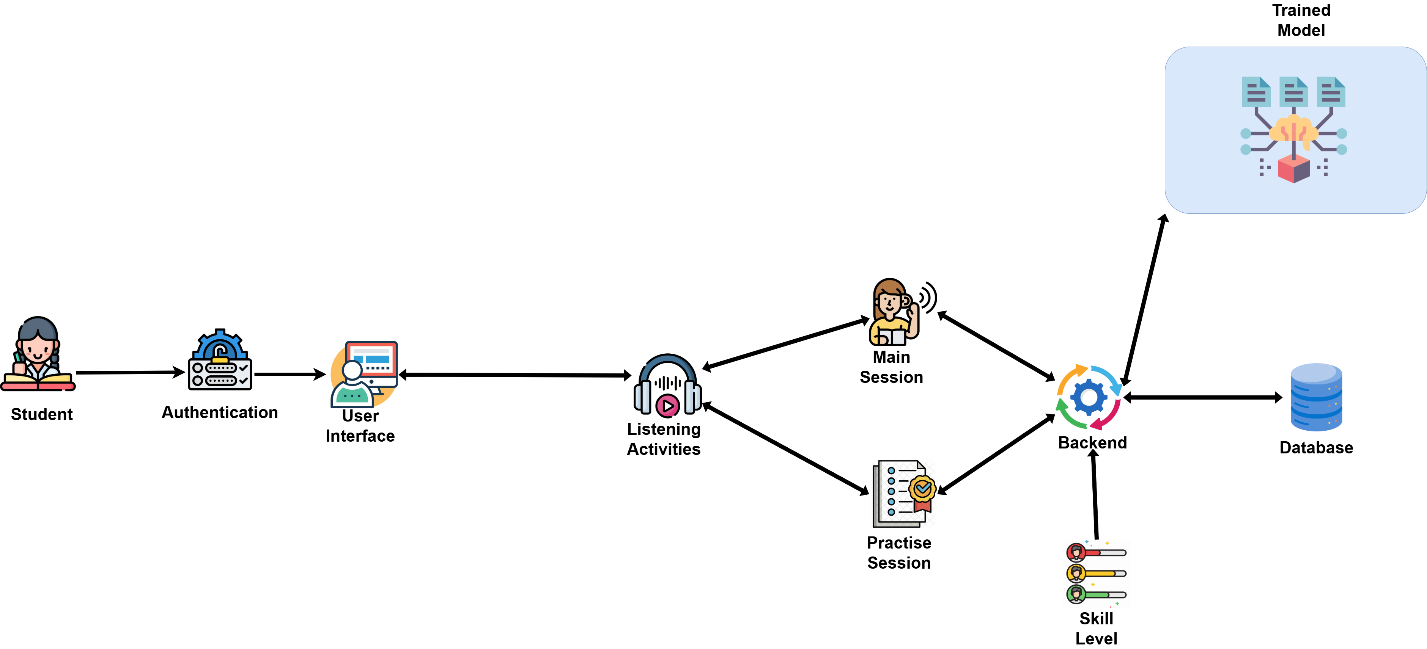 Trained
Model
Student
Authentication
User
Interface
Listening
Activities
Main
Session
Practise
Session
Backend
Database
Skill
Level